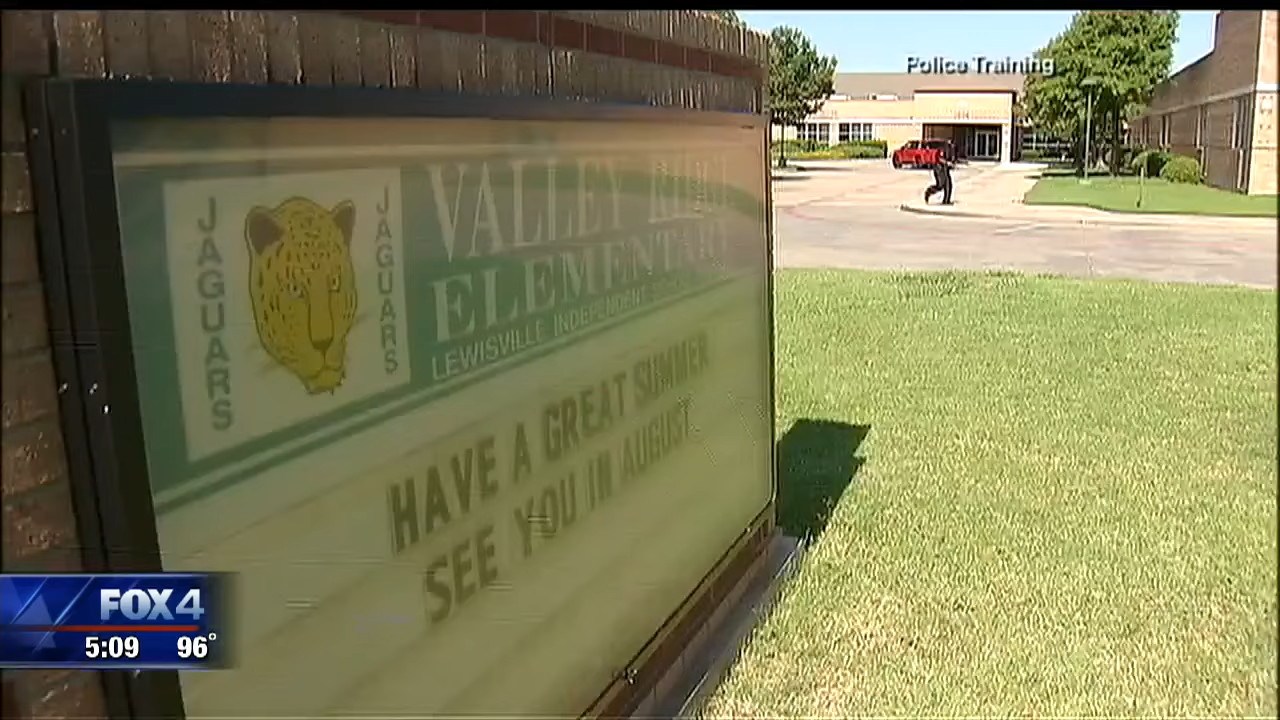 Police Training
JAGUARS
JAGUARS
VALLEY
ELEMENTARY
LEWISVILLE INDEPENDENT
HAVE A GREAT SUMMER
SEE YOU IN AUGUST
FOX 4
5:09 96°